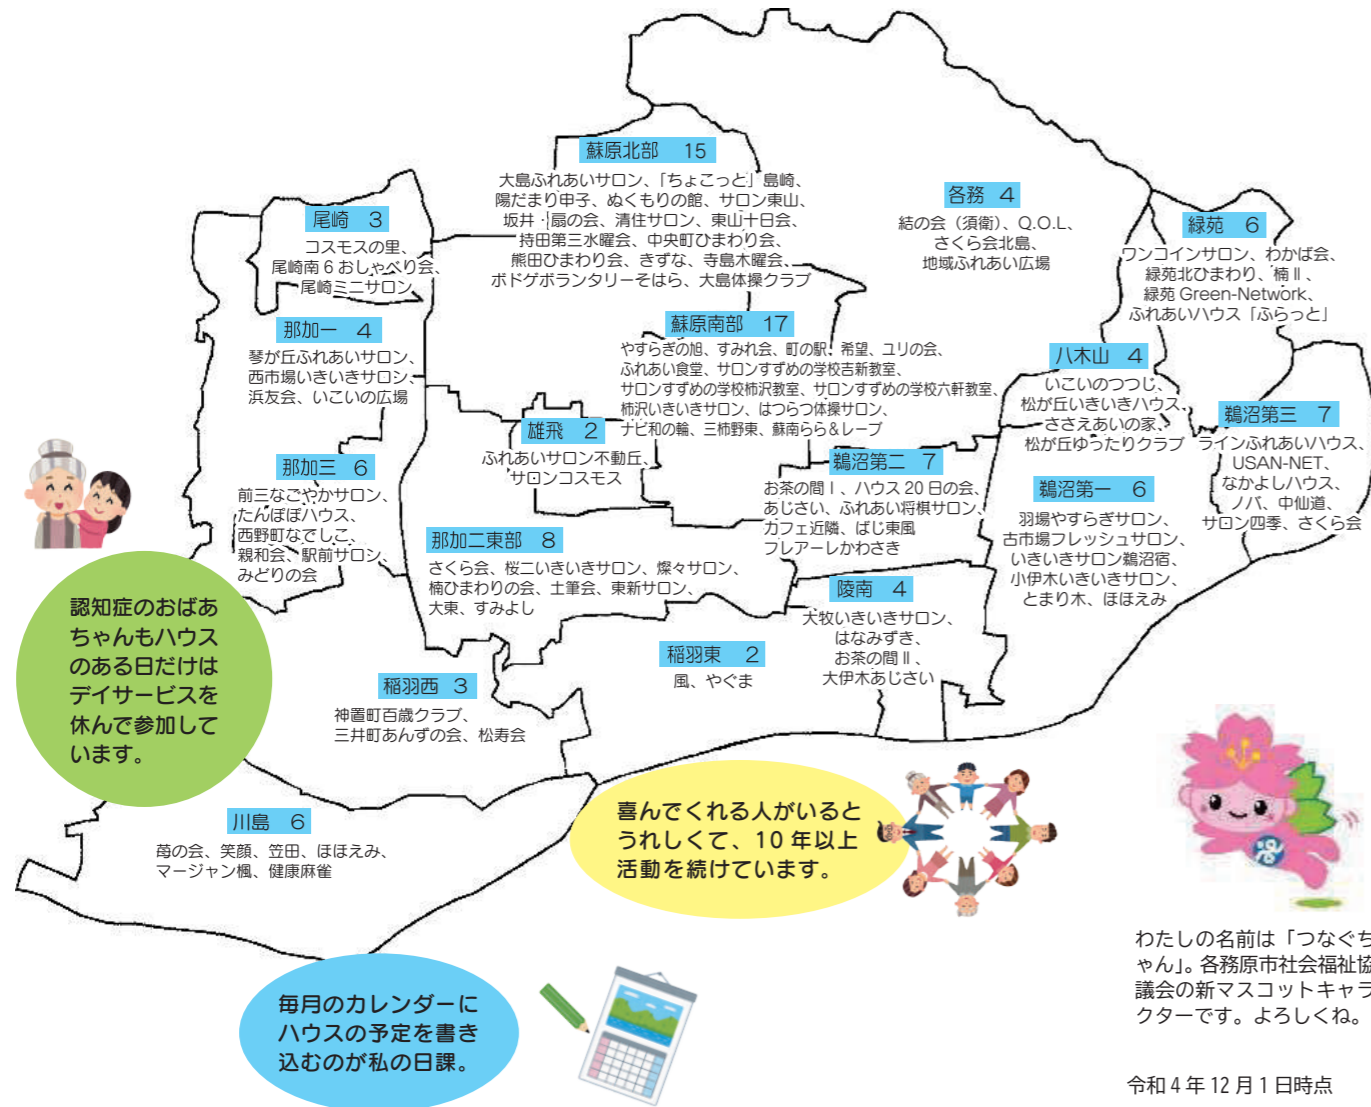 蘇原北部 15
大島ふれあいサロン、「ちょこっと」島崎、
陽だまり申子、ぬくもりの館、サロン東山、
坂井・扇の会、清住サロン、東山十日会、
持田第三水曜会、中央町ひまわり会、
熊田ひまわり会、きずな、寺島木曜会、
ボドゲボランタリーそはら、大島体操クラブ
各務 4
結の会（須衛）、Q.O.L、
さくら会北島、
地域ふれあい広場
緑苑 6
ワンコインサロン、わかば会、
緑苑北ひまわり、楠Ⅱ、
緑苑 Green-Network、
ふれあいハウス「ふらっと」
尾崎 3
コスモスの里、
尾崎南6おしゃべり会、
尾崎ミニサロン
那加一 4
琴が丘ふれあいサロン、
西市場いきいきサロン、
浜友会、いこいの広場
蘇原南部 17
やすらぎの旭、すみれ会、町の駅、希望、ユリの会、
ふれあい食堂、サロンすずめの学校吉新教室、
サロンすずめの学校柿沢教室、サロンすずめの学校六軒教室、
柿沢いきいきサロン、はつらつ体操サロン、
ナビ和の輪、三柿野東、蘇南らら＆レーブ
八木山 4
いこいのつつじ、
松が丘いきいきハウス、
ささえあいの家、
松が丘ゆったりクラブ
鵜沼第三 7
ラインふれあいハウス、
USAN-NET、
なかよしハウス、
ノバ、中仙道、
サロン四季、さくら会
雄飛 2
ふれあいサロン不動丘、
サロンコスモス
那加三 6
前三なごやかサロン、
たんぽぽハウス、
西野町なでしこ、
親和会、駅前サロン、
みどりの会
鵜沼第二 7
お茶の間Ⅰ、ハウス20日の会、
あじさい、ふれあい将棋サロン、
カフェ近隣、ばじ東風
フレアーレかわさき
鵜沼第一 6
羽場やすらぎサロン、
古市場フレッシュサロン、
いきいきサロン鵜沼宿、
小伊木いきいきサロン、
とまり木、ほほえみ
那加二東部 8
さくら会、桜二いきいきサロン、燦々サロン、
楠ひまわりの会、土筆会、東新サロン、
大東、すみよし
陵南 4
犬牧いきいきサロン、
はなみずき、
お茶の間Ⅱ、
大伊木あじさい
稲羽東 2
風、やぐま
稲羽西 3
神置町百歳クラブ、
三井町あんずの会、松寿会
川島 6
苺の会、笑顔、笠田、ほほえみ、
マージャン楓、健康麻雀
認知症のおばあ
ちゃんもハウス
のある日だけは
デイサービスを
休んで参加して
います。
喜んでくれる人がいると
うれしくて、10年以上
活動を続けています。
毎月のカレンダーに
ハウスの予定を書き
込むのが私の日課。
わたしの名前は「つなぐち
ゃん」。各務原市社会福祉協
議会の新マスコットキャラ
クターです。よろしくね。
令和4年12月1日時点